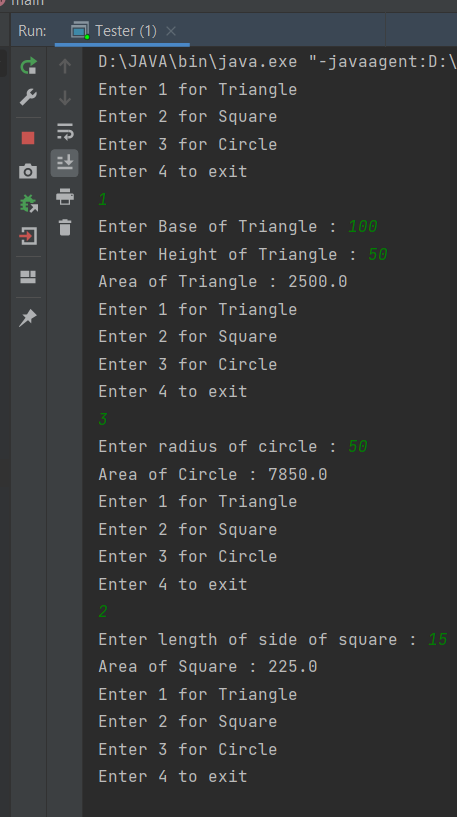 main
Run: Tester (1)
D:\JAVA\bin\java.exe "-javaagent:D:\
Enter 1 for Triangle
Enter 2 for Square
Enter 3 for Circle
Enter 4 to exit
1
Enter Base of Triangle : 100
Enter Height of Triangle : 50
Area of Triangle : 2500.0
Enter 1 for Triangle
Enter 2 for Square
Enter 3 for Circle
Enter 4 to exit
3
Enter radius of circle : 50
Area of Circle : 7850.0
Enter 1 for Triangle
Enter 2 for Square
Enter 3 for Circle
Enter 4 to exit
2
Enter length of side of square : 15
Area of Square : 225.0
Enter 1 for Triangle
Enter 2 for Square
Enter 3 for Circle
Enter 4 to exit